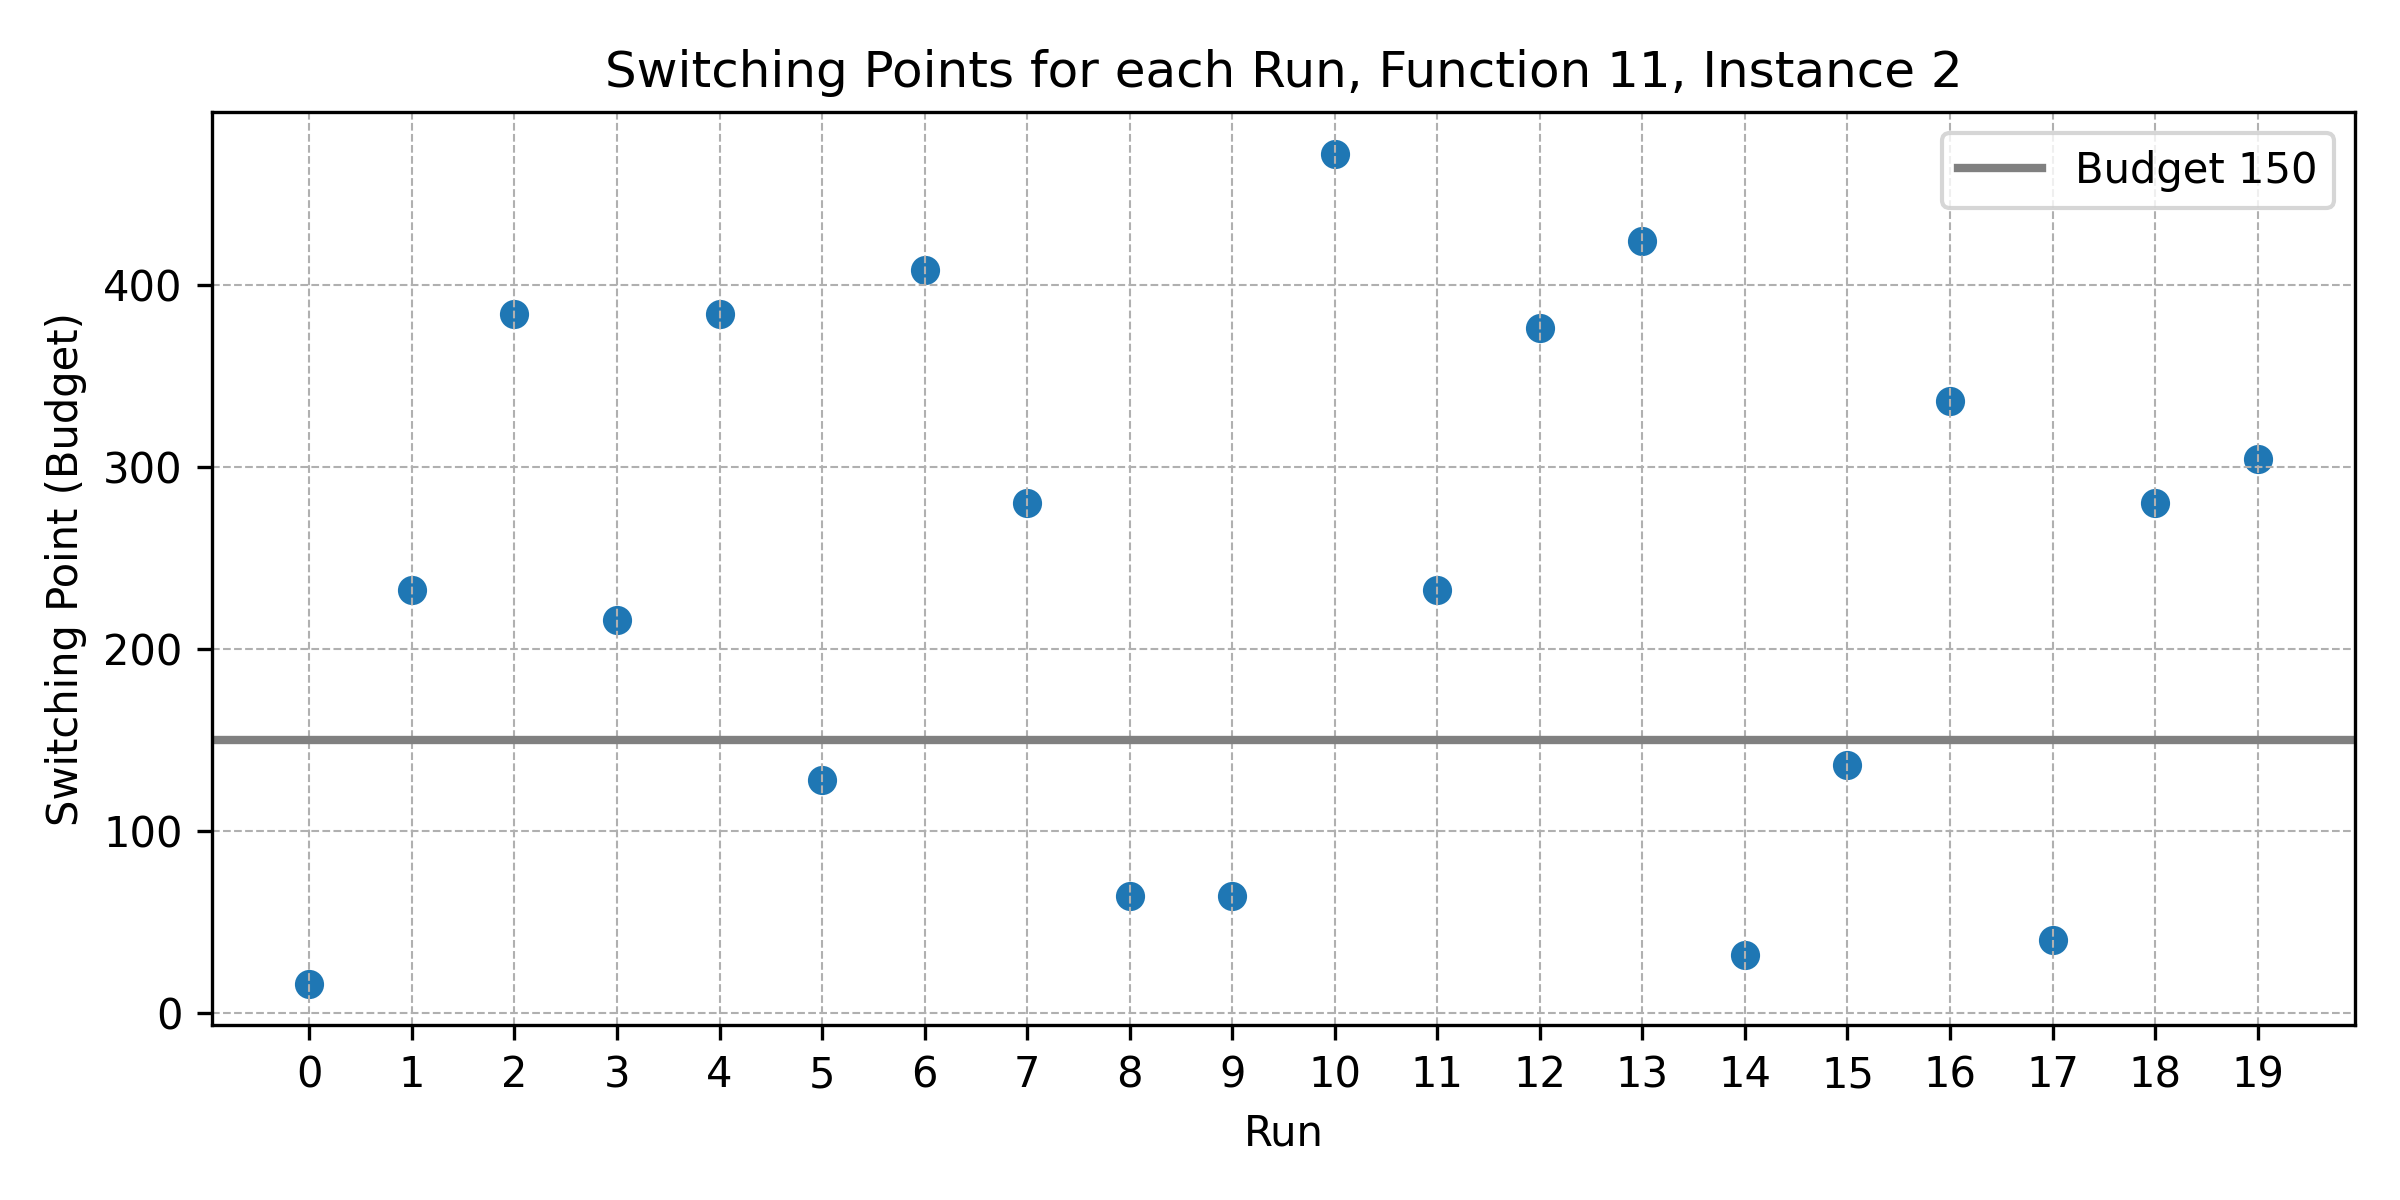 Switching Points for each Run, Function 11, Instance 2
Budget 150
Switching Point (Budget)
400
300
200
100
0
0 1 2 3 4 5 6 7 8 9 10 11 12 13 14 15 16 17 18 19
Run